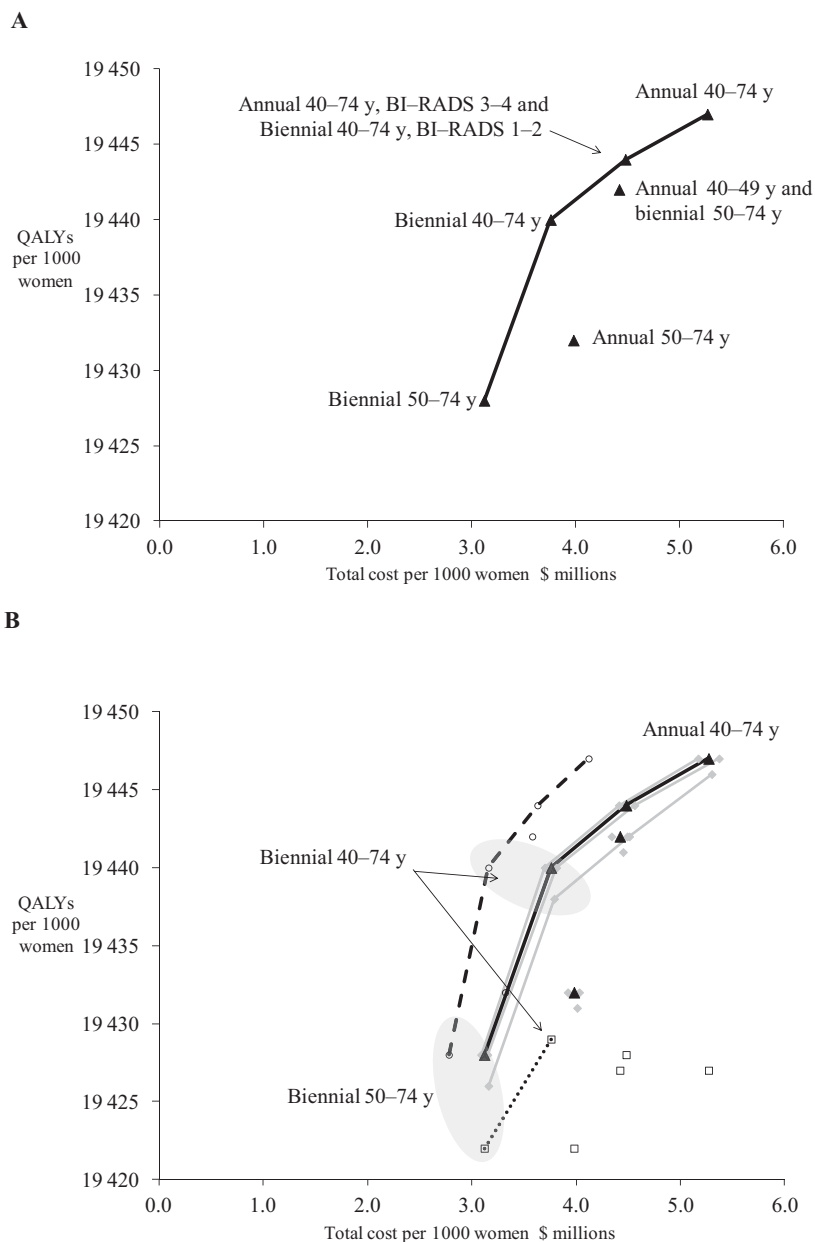 A
19 450
19 445
19 440
19 435
19 430
19 425
19 420
QALYs
per 1000
women
Annual 40–74 y, BI–RADS 3–4 and
Biennial 40–74 y, BI–RADS 1–2
Annual 40–74 y
Annual 40–49 y and
biennial 50–74 y
Biennial 40–74 y
Annual 50–74 y
Biennial 50–74 y
0.0 1.0 2.0 3.0 4.0 5.0 6.0
Total cost per 1000 women $ millions
B
19 450
19 445
19 440
19 435
19 430
19 425
19 420
QALYs
per 1000
women
Annual 40–74 y
Biennial 40–74 y
Biennial 50–74 y
0.0 1.0 2.0 3.0 4.0 5.0 6.0
Total cost per 1000 women $ millions